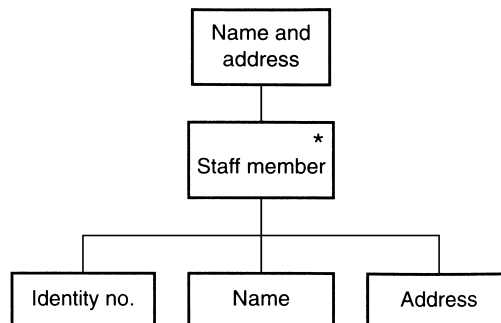 Name and
address
*
Staff member
Identity no.
Name
Address